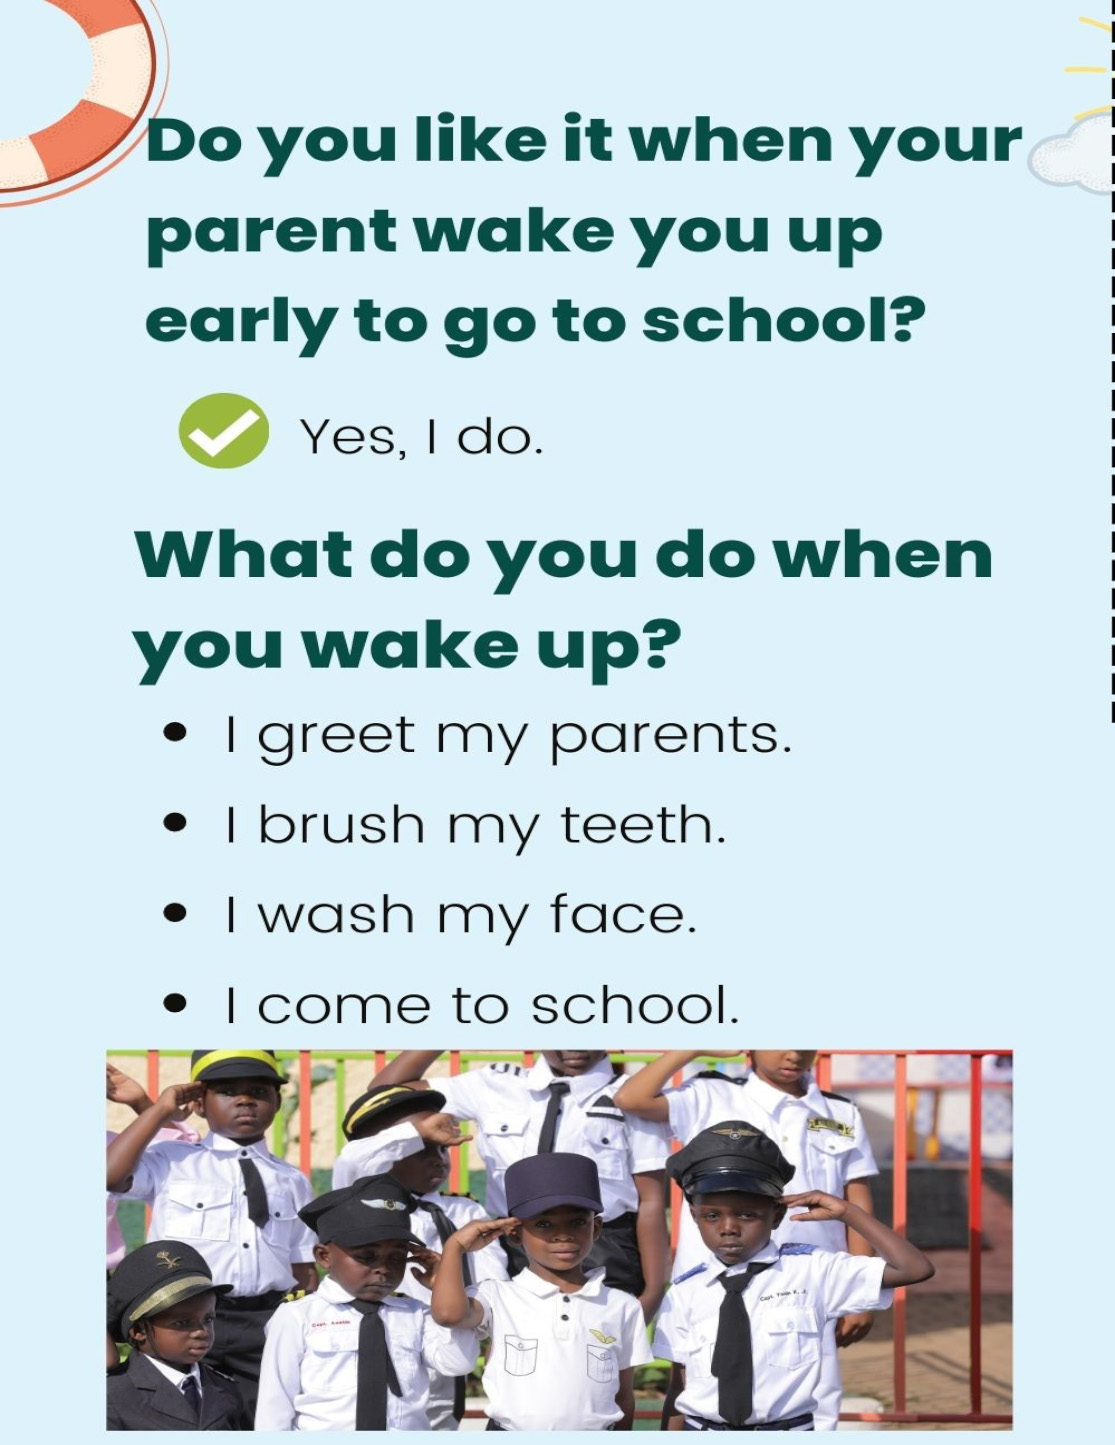 Do you like it when your
parent wake you up
early to go to school?
Yes, I do.
What do you do when
you wake up?
• I greet my parents.
• I brush my teeth.
• I wash my face.
• I come to school.